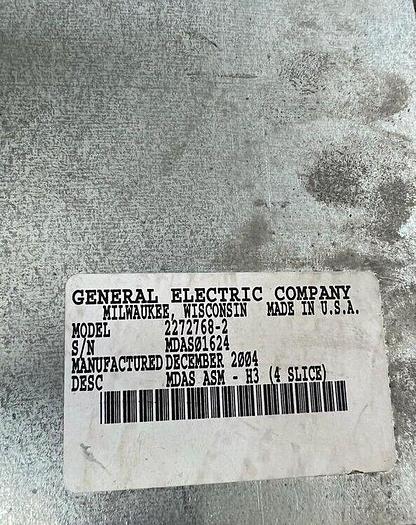 GENERAL ELECTRIC COMPANY
MILWAUKEE, WISCONSIN MADE IN U.S.A.
MODEL 2272768-2
S/N MDAS01624
MANUFACTURED DECEMBER 2004
DESC MDAS ASM - H3 (4 SLICE)